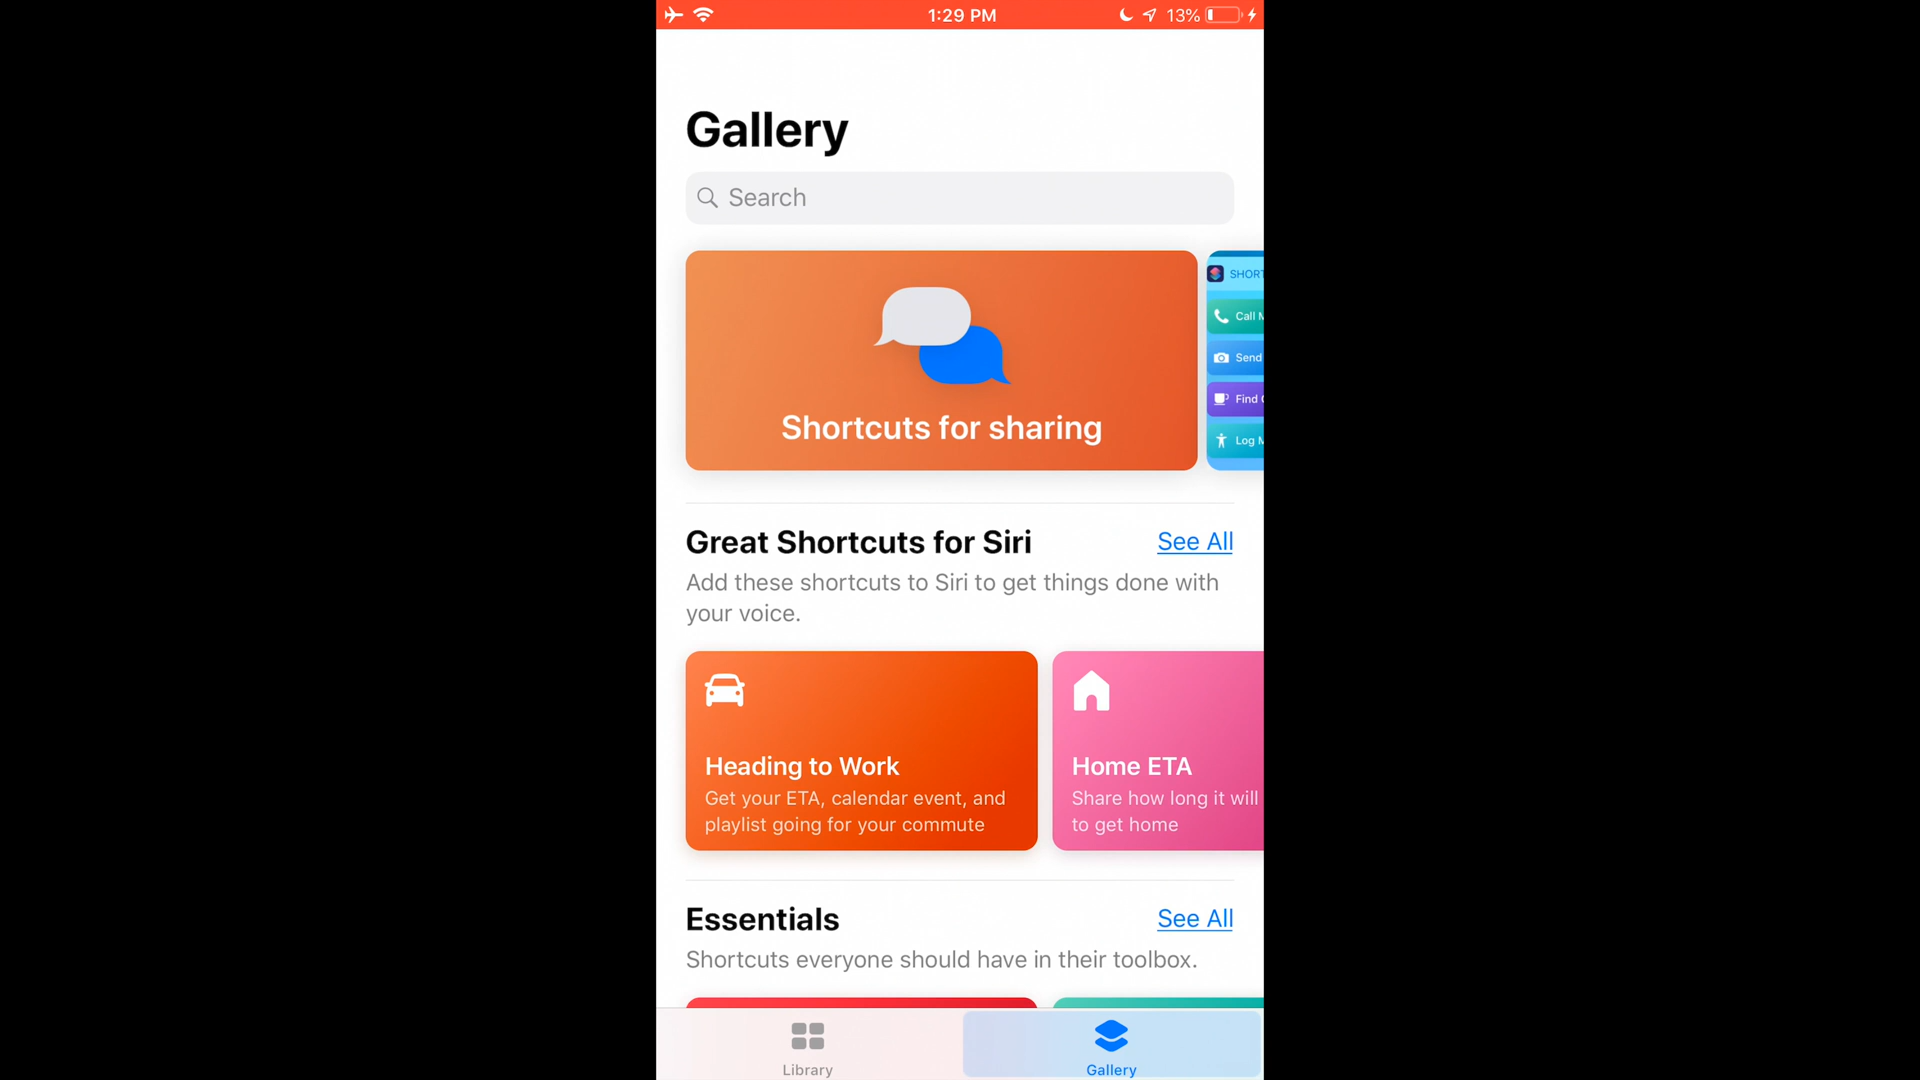 1:29 PM
13%
Gallery
Search
SHORT
Call
Send
Find
Log
Shortcuts for sharing
Great Shortcuts for Siri
See All
Add these shortcuts to Siri to get things done with
your voice.
Heading to Work
Get your ETA, calendar event, and
playlist going for your commute
Home ETA
Share how long it will
to get home
Essentials
See All
Shortcuts everyone should have in their toolbox.
Library
Gallery